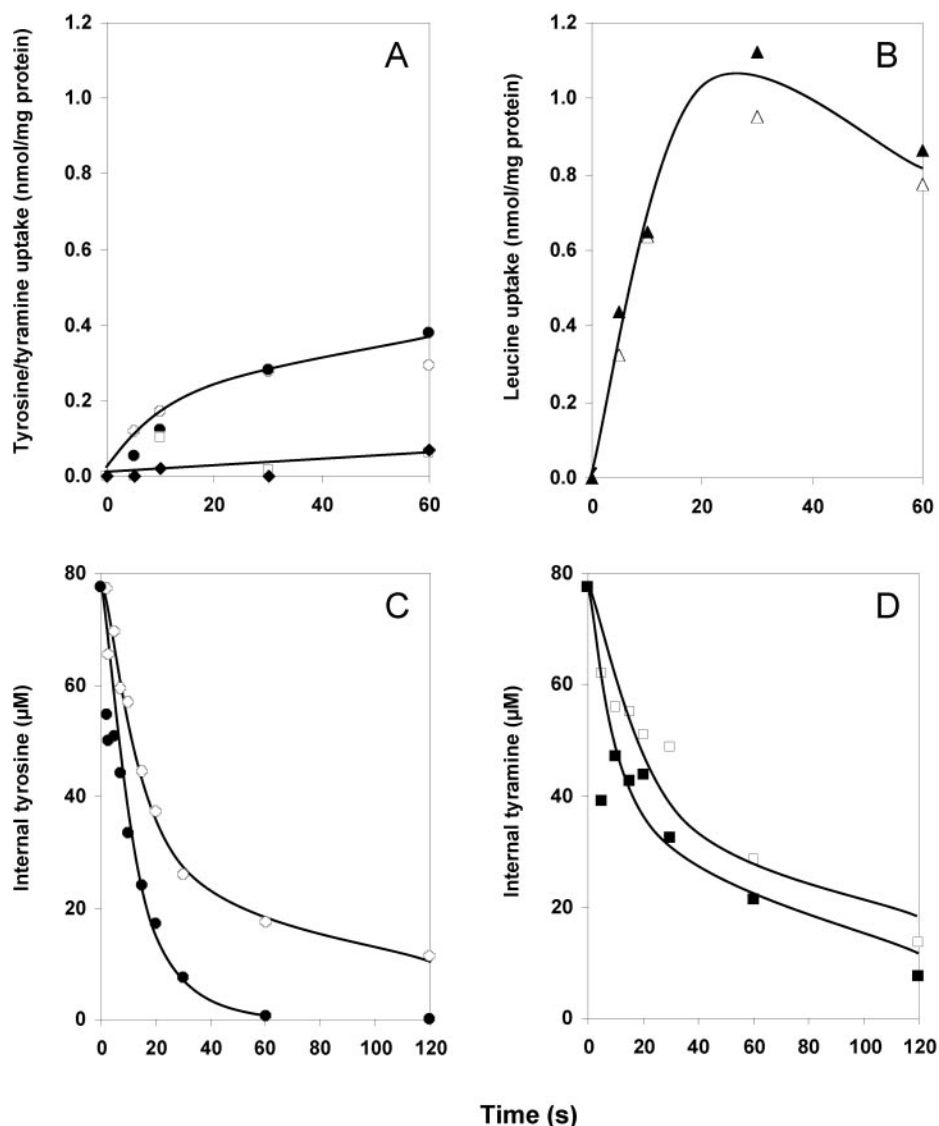 A
Tyrosine/tyramine uptake (nmol/mg protein)
1.2
1.0
0.8
0.6
0.4
0.2
0.0
0 20 40 60
B
Leucine uptake (nmol/mg protein)
1.2
1.0
0.8
0.6
0.4
0.2
0.0
0 20 40 60
C
Internal tyrosine (µM)
80
60
40
20
0
0 20 40 60 80 100 120
D
Internal tyramine (µM)
80
60
40
20
0
0 20 40 60 80 100 120
Time (s)